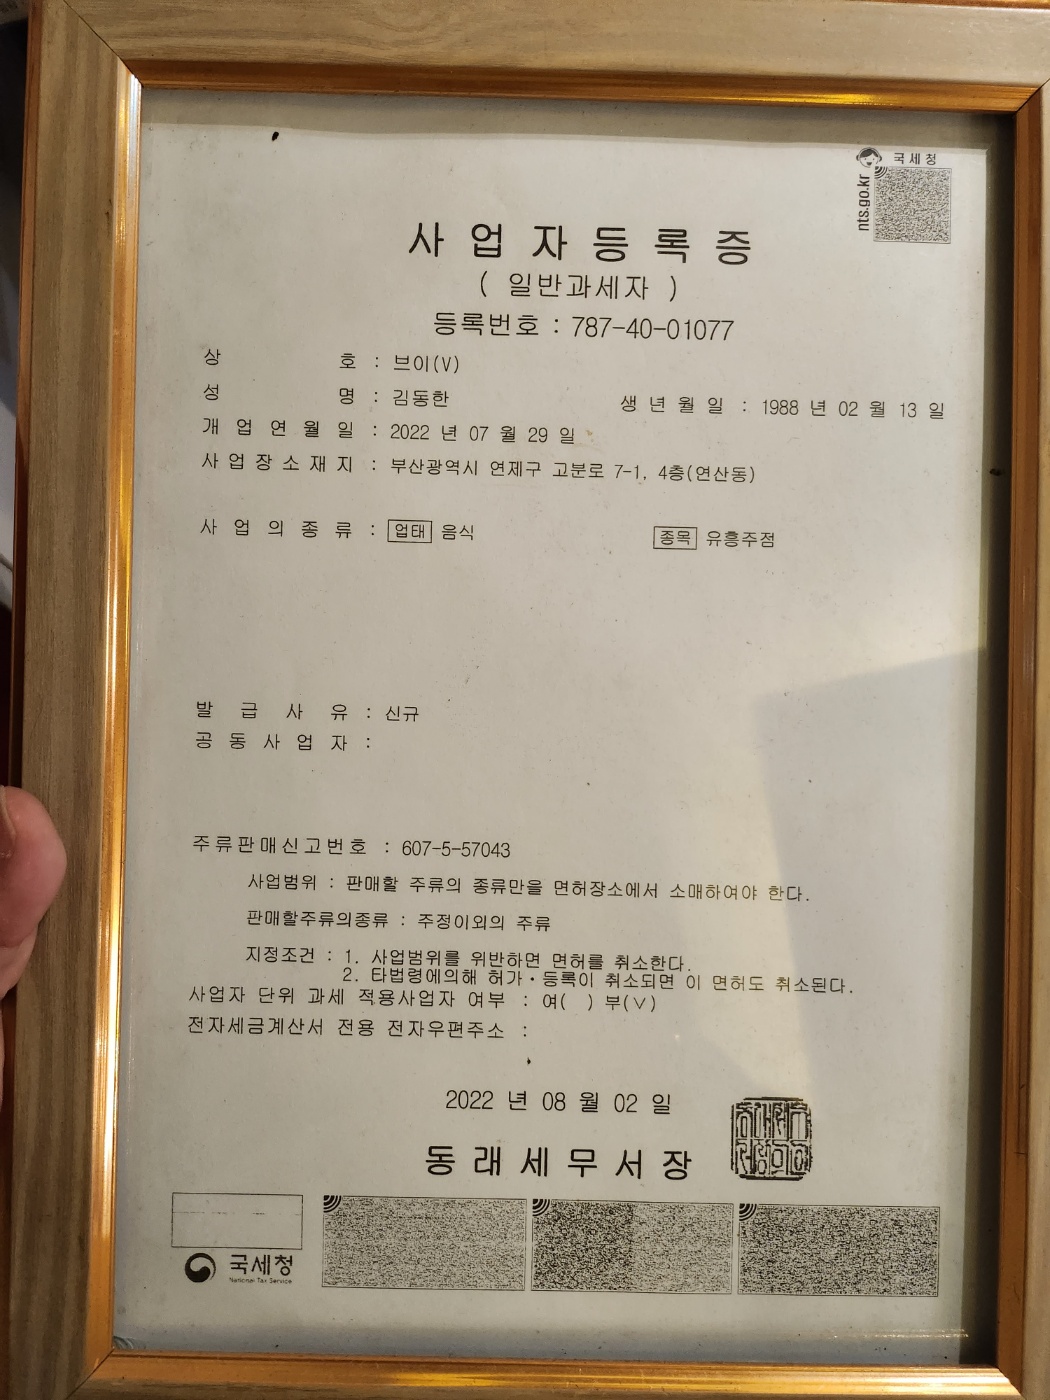 국세청
nts.go.kr
사업자등록증
( 일반과세자 )
등록번호 : 787-40-01077
상 호 : 브이(V)
성 명 : 김동한 생 년 월 일 : 1988 년 02 월 13 일
개 업 연 월 일 : 2022 년 07 월 29 일
사 업 장 소 재 지 : 부산광역시 연제구 고분로 7-1, 4층(연산동)
사 업 의 종 류 : 업태 음식 종목 유흥주점
발 급 사 유 : 신규
공 동 사 업 자 :
주류판매신고번호 : 607-5-57043
사업범위 : 판매할 주류의 종류만을 면허장소에서 소매하여야 한다.
판매할주류의종류 : 주정이외의 주류
지정조건 : 1. 사업범위를 위반하면 면허를 취소한다.
2. 타법령에의해 허가·등록이 취소되면 이 면허도 취소된다.
사업자 단위 과세 적용사업자 여부 : 여( ) 부(∨)
전자세금계산서 전용 전자우편주소 :
2022 년 08 월 02 일
동래세무서장
국세청
National Tax Service